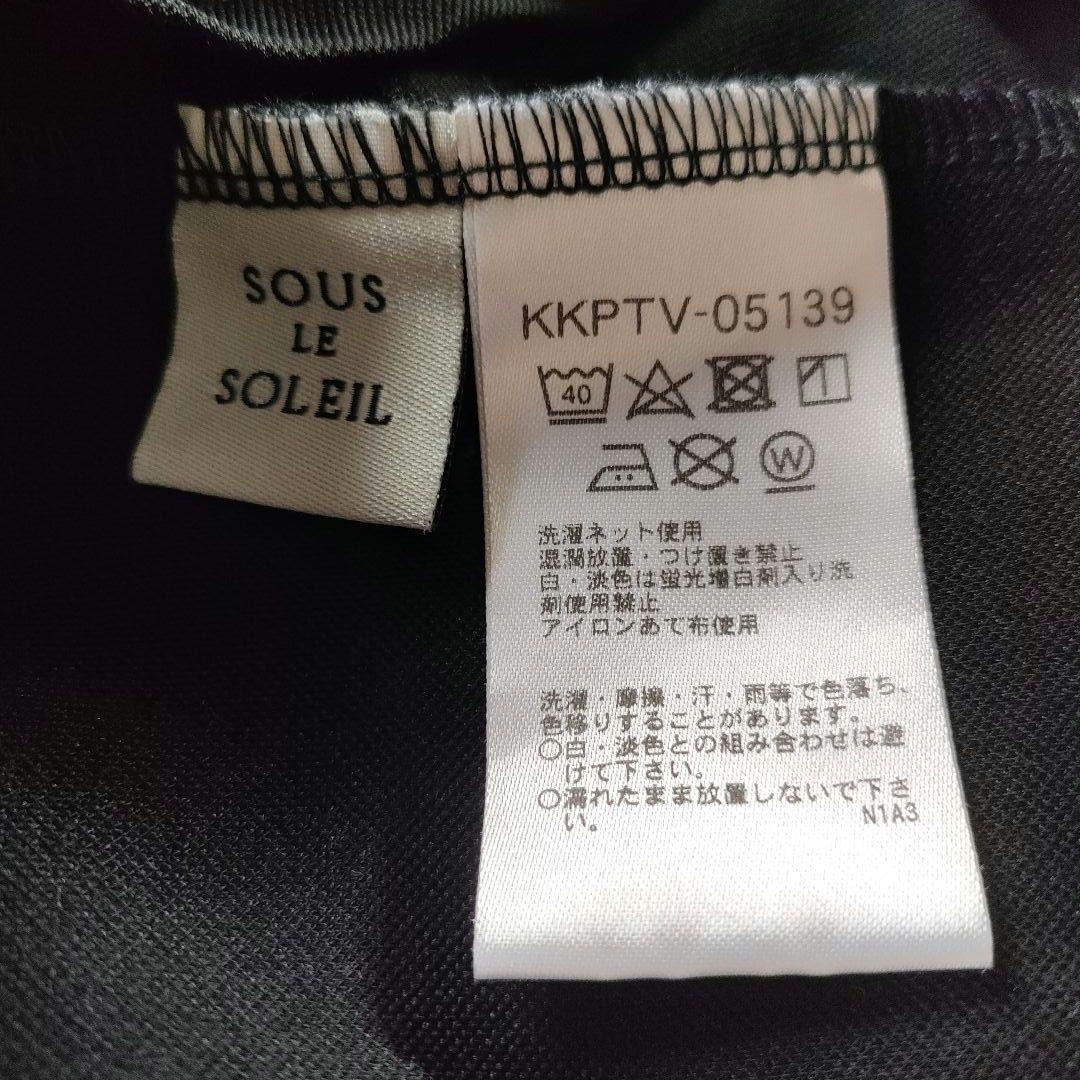 SOUS
LE
SOLEIL
KKPTV-05139
40
W
洗濯ネット使用
湿潤放置・つけ置き禁止
白・淡色は蛍光増白剤入り洗
剤使用禁止
アイロンあて布使用
洗濯・摩擦・汗・雨等で色落ち、
色移りすることがあります。
○白・淡色との組み合わせは避
けて下さい。
○濡れたまま放置しないで下さ
い。
N1A3